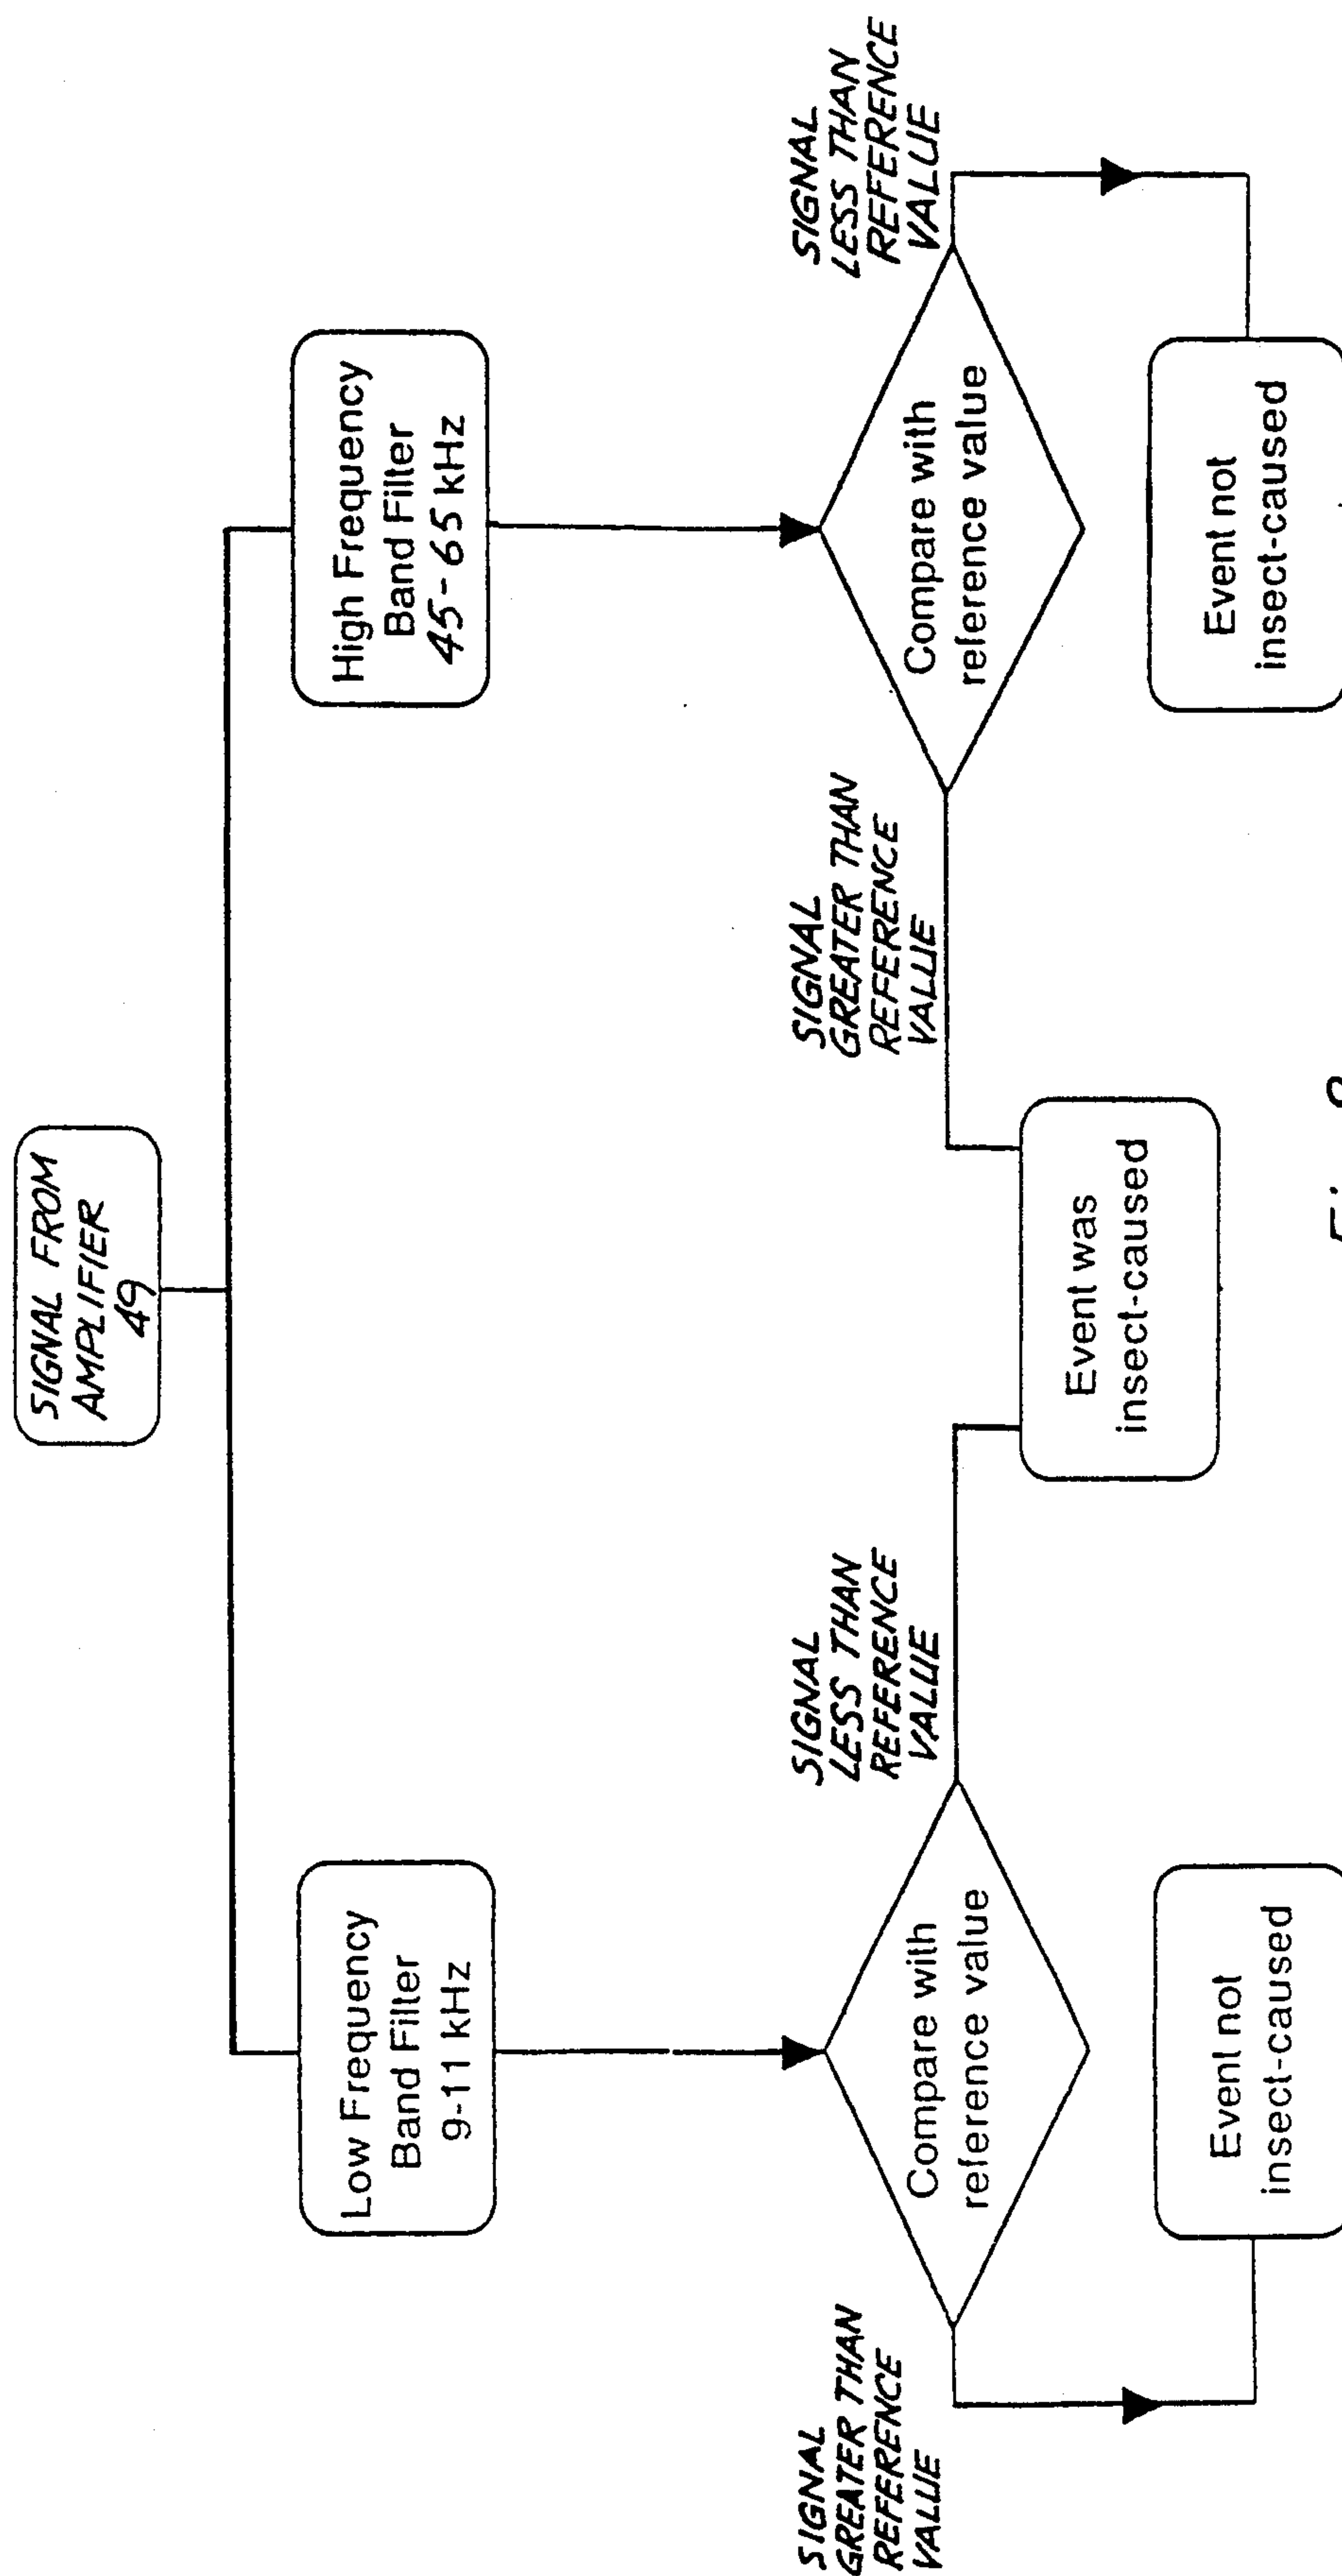 SIGNAL FROM
AMPLIFIER
49
Low Frequency
Band Filter
9-11 kHz
High Frequency
Band Filter
45-65 kHz
SIGNAL
GREATER THAN
REFERENCE
VALUE
Compare with
reference value
SIGNAL
LESS THAN
REFERENCE
VALUE
SIGNAL
GREATER THAN
REFERENCE
VALUE
Compare with
reference value
SIGNAL
LESS THAN
REFERENCE
VALUE
Event not
insect-caused
Event was
insect-caused
Event not
insect-caused